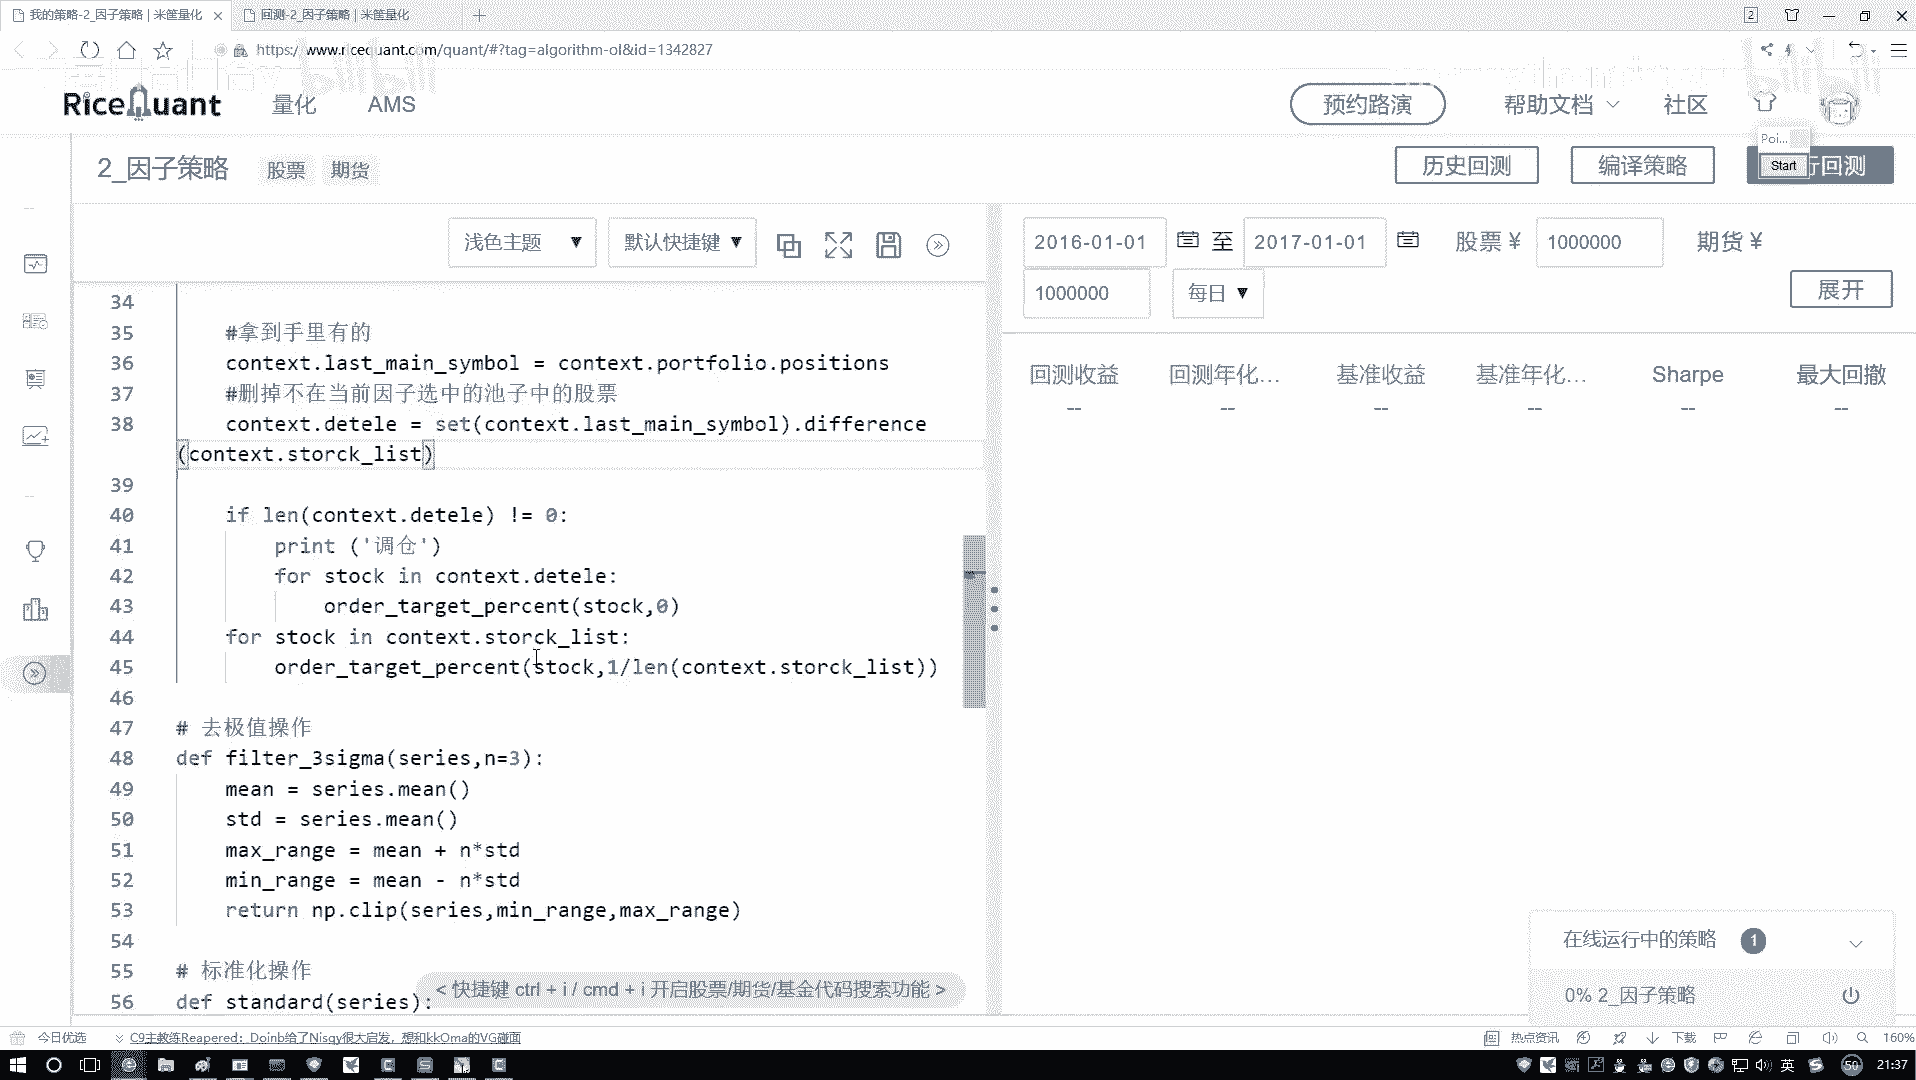 我的策略-2_因子策略 | 米筐量化
回测-2_因子策略 | 米筐量化
2
https://www.ricequant.com/quant/#?tag=algorithm-ol&id=1342827
RiceQuant 量化 AMS 预约路演 帮助文档 社区
Poi...
2_因子策略 股票 期货 历史回测 编译策略 Start 行回测
浅色主题 ▼ 默认快捷键 ▼
2016-01-01 至 2017-01-01 股票 ¥ 1000000 期货 ¥
1000000 每日 ▼ 展开
回测收益 回测年化... 基准收益 基准年化... Sharpe 最大回撤
-- -- -- -- -- --
34
35 #拿到手里有的
36 context.last_main_symbol = context.portfolio.positions
37 #删掉不在当前因子选中的池子中的股票
38 context.detele = set(context.last_main_symbol).difference
(context.storck_list)
39
40 if len(context.detele) != 0:
41 print ('调仓')
42 for stock in context.detele:
43 order_target_percent(stock,0)
44 for stock in context.storck_list:
45 order_target_percent(stock,1/len(context.storck_list))
46
47 # 去极值操作
48 def filter_3sigma(series,n=3):
49 mean = series.mean()
50 std = series.mean()
51 max_range = mean + n*std
52 min_range = mean - n*std
53 return np.clip(series,min_range,max_range)
54
55 # 标准化操作
56 def standard(series):
< 快捷键 ctrl + i / cmd + i 开启股票/期货/基金代码搜索功能 >
在线运行中的策略 1
0% 2_因子策略
今日优选 C9主教练Reapered：Doinb给了Nisqy很大启发，想和kkOma的VG碰面 热点资讯 下载 160%
英 50 21:37